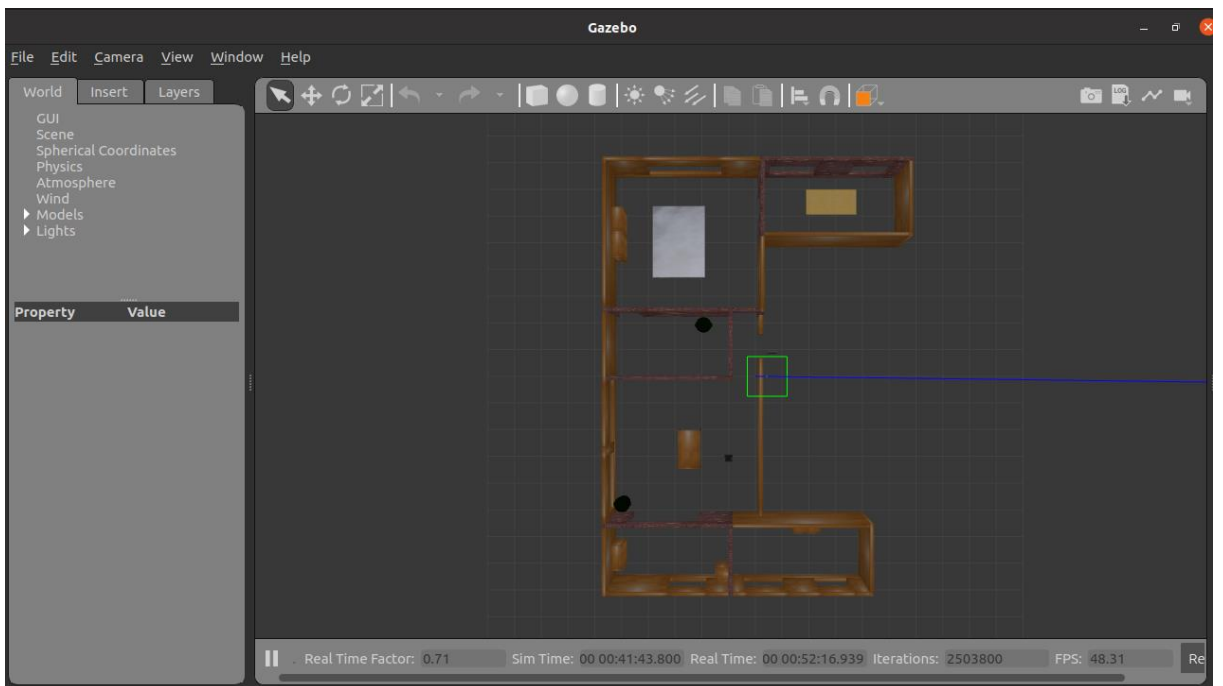 Gazebo
File Edit Camera View Window Help
World Insert Layers
LOG
GUI
Scene
Spherical Coordinates
Physics
Atmosphere
Wind
Models
Lights
Property Value
Real Time Factor: 0.71 Sim Time: 00 00:41:43.800 Real Time: 00 00:52:16.939 Iterations: 2503800 FPS: 48.31 Re